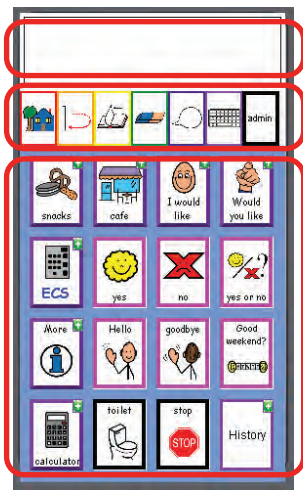 admin
snacks
cafe
I would
like
Would
you like
ECS
yes
no
yes or no
More
Hello
goodbye
Good
weekend?
calculator
toilet
stop
STOP
History